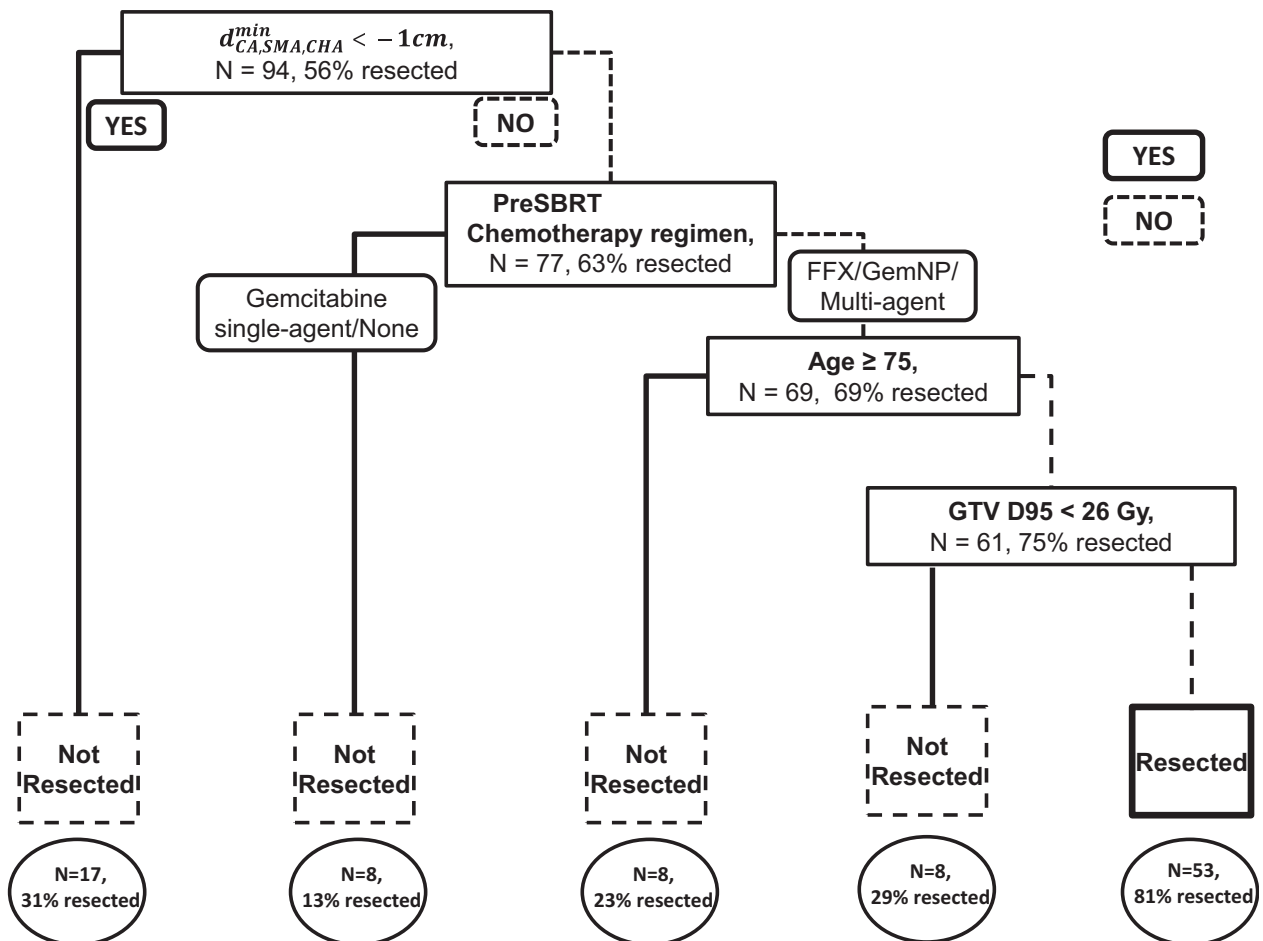 d^{min}_{CA,SMA,CHA} < −1cm,
N = 94, 56% resected
YES
NO
YES
NO
PreSBRT
Chemotherapy regimen,
N = 77, 63% resected
Gemcitabine
single-agent/None
FFX/GemNP/
Multi-agent
Age ≥ 75,
N = 69, 69% resected
GTV D95 < 26 Gy,
N = 61, 75% resected
Not
Resected
Not
Resected
Not
Resected
Not
Resected
Resected
N=17,
31% resected
N=8,
13% resected
N=8,
23% resected
N=8,
29% resected
N=53,
81% resected